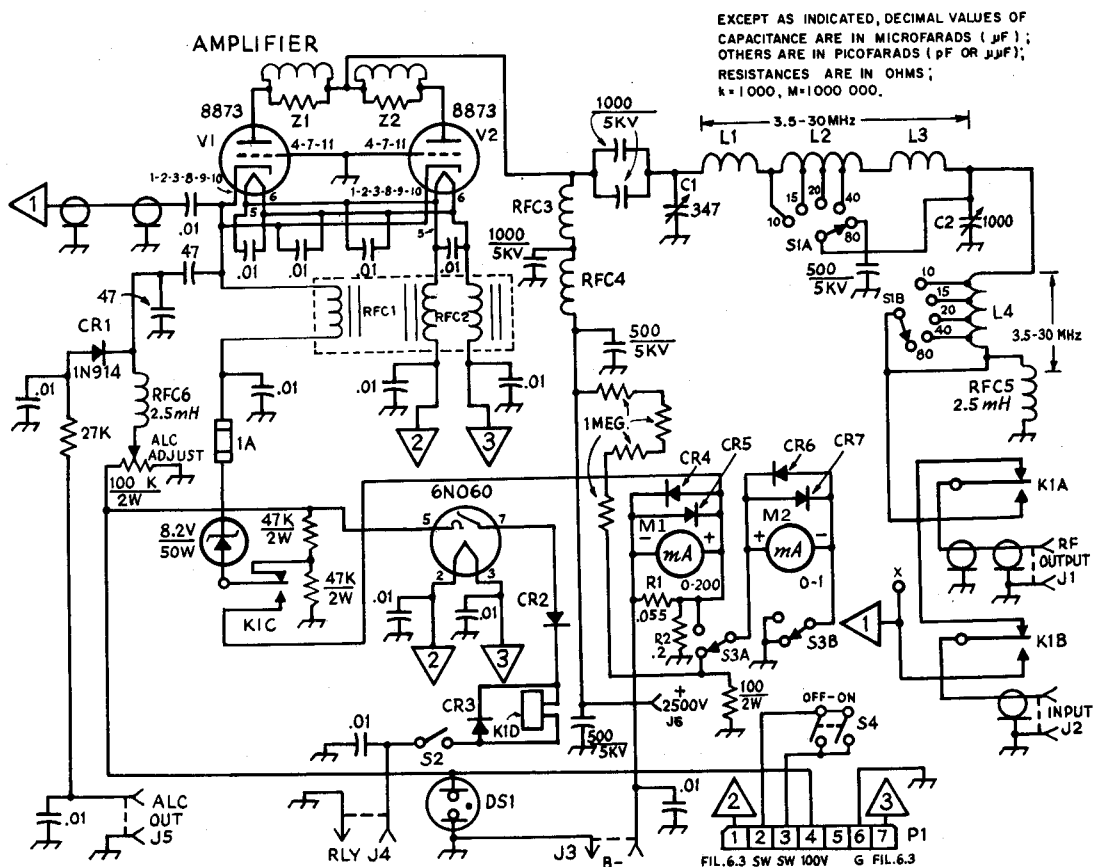 EXCEPT AS INDICATED, DECIMAL VALUES OF
CAPACITANCE ARE IN MICROFARADS ( µF ) ;
OTHERS ARE IN PICOFARADS ( pF OR µµF);
RESISTANCES ARE IN OHMS ;
k=1000, M=1000 000.
AMPLIFIER
8873
V1
Z1
Z2
8873
V2
4-7-11
4-7-11
1-2-3-8-9-10
1-2-3-8-9-10
5
6
5
6
1
.01
.01
.01
.01
.01
47
47
RFC1
RFC2
1000
5KV
3.5-30 MHz
L1
L2
L3
C1
347
10
15
20
40
80
S1A
C2
1000
500
5KV
RFC3
1000
5KV
RFC4
500
5KV
10
15
20
40
80
S1B
L4
3.5-30 MHz
RFC5
2.5mH
CR1
1N914
.01
RFC6
2.5mH
27K
ALC
ADJUST
100 K
2W
.01
1A
.01
.01
2
3
1 MEG.
8.2V
50W
47K
2W
47K
2W
K1C
6NO60
5
7
2
3
.01
.01
2
3
CR2
CR3
K1D
S2
.01
CR4
CR5
CR6
CR7
M1
-
+
mA
0-200
M2
+
-
mA
0-1
R1
.055
R2
.2
S3A
S3B
100
2W
+
2500V
J6
500
5KV
1
X
K1A
RF
OUTPUT
J1
K1B
INPUT
J2
OFF-ON
S4
.01
ALC
OUT
J5
RLY J4
DS1
J3
B-
.01
2
3
1 2 3 4 5 6 7
P1
FIL.6.3 SW SW 100V G FIL.6.3